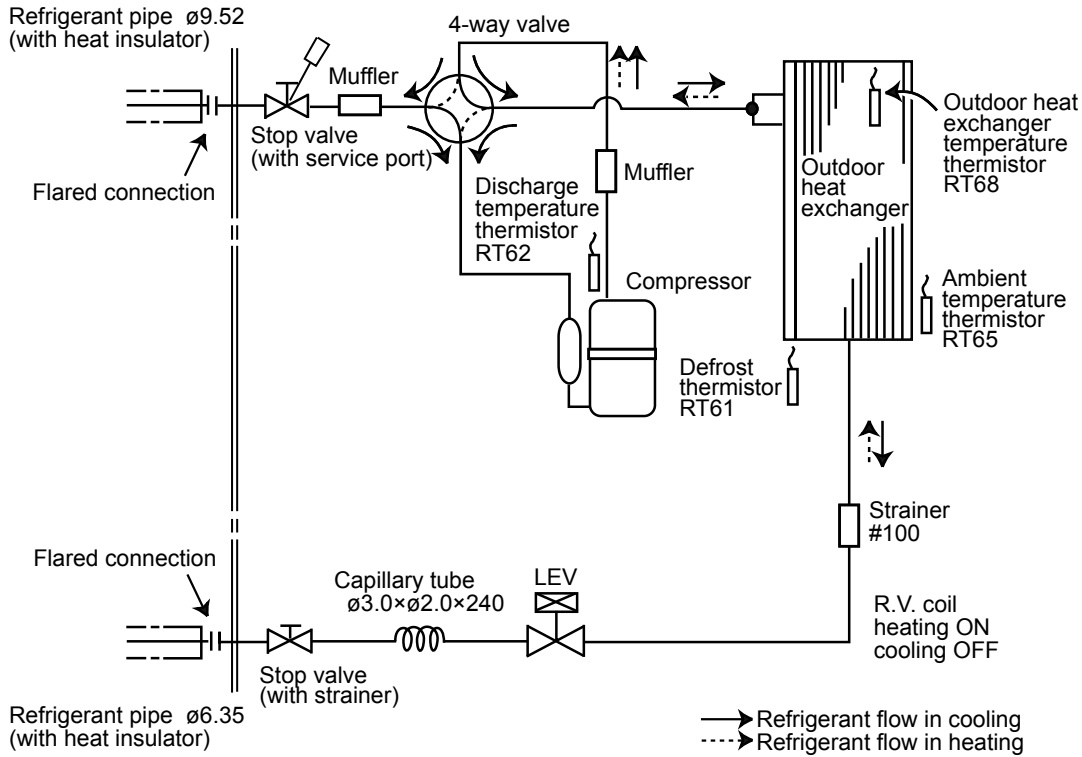 Refrigerant pipe ø9.52
(with heat insulator)
4-way valve
Muffler
Stop valve
(with service port)
Flared connection
Outdoor heat
exchanger
temperature
thermistor
RT68
Outdoor
heat
exchanger
Muffler
Discharge
temperature
thermistor
RT62
Compressor
Ambient
temperature
thermistor
RT65
Defrost
thermistor
RT61
Strainer
#100
Flared connection
Capillary tube
ø3.0×ø2.0×240
LEV
R.V. coil
heating ON
cooling OFF
Stop valve
(with strainer)
Refrigerant pipe ø6.35
(with heat insulator)
Refrigerant flow in cooling
Refrigerant flow in heating